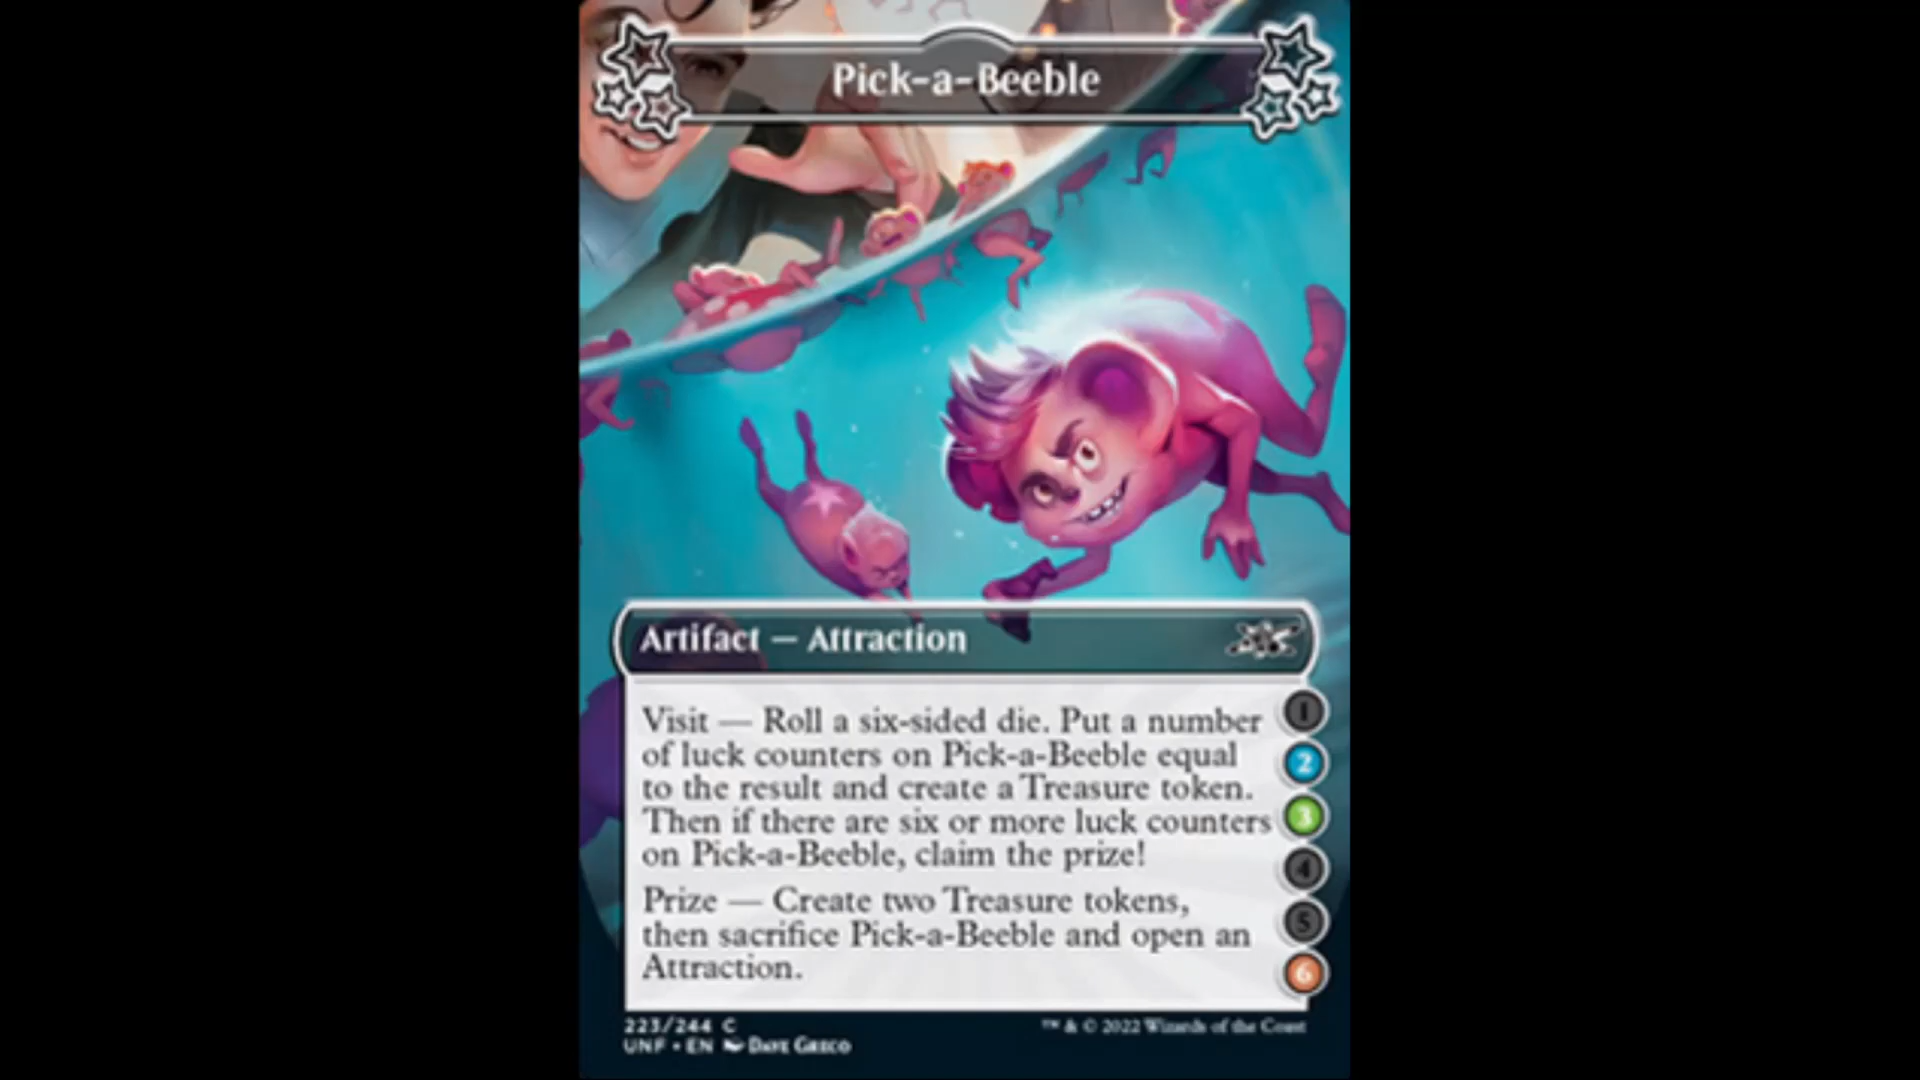 Pick-a-Beeble
Artifact — Attraction
Visit — Roll a six-sided die. Put a number
of luck counters on Pick-a-Beeble equal
to the result and create a Treasure token.
Then if there are six or more luck counters
on Pick-a-Beeble, claim the prize!
Prize — Create two Treasure tokens,
then sacrifice Pick-a-Beeble and open an
Attraction.
1
2
3
4
5
6
223/244 C
UNF • EN Dave Greco
™ & © 2022 Wizards of the Coast